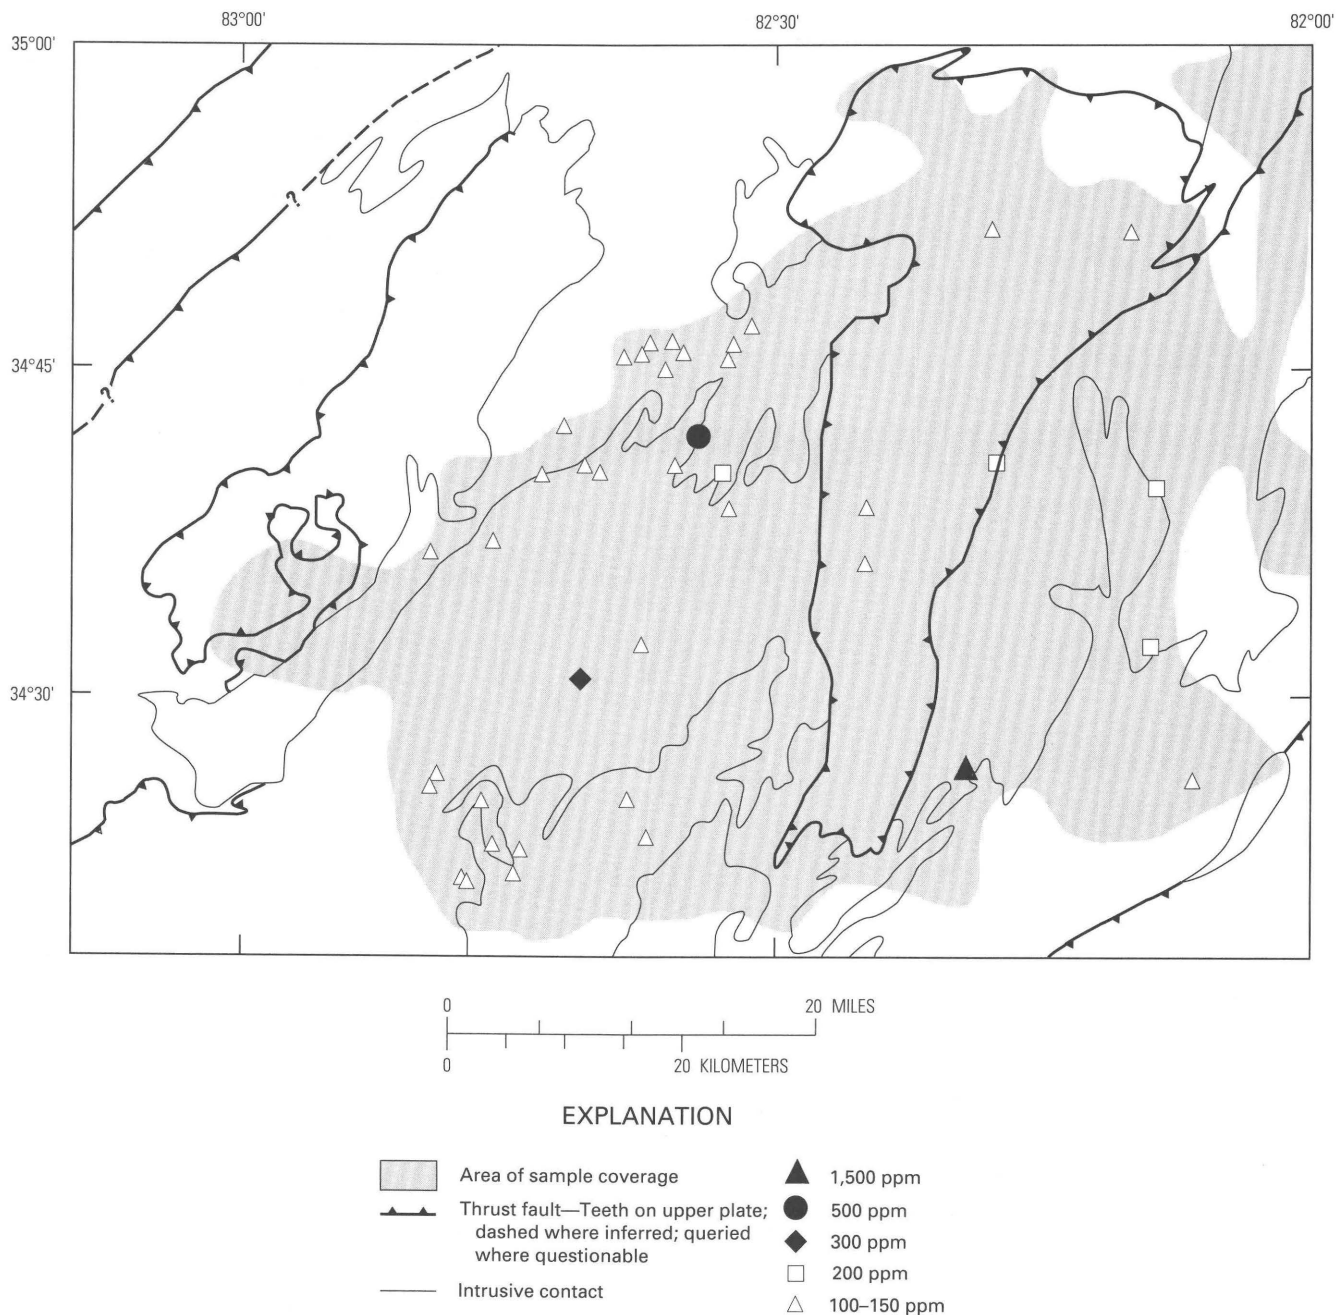 83°00'
82°30'
82°00'
35°00'
?
34°45'
?
34°30'
0
20 MILES
0
20 KILOMETERS
EXPLANATION
Area of sample coverage
Thrust fault—Teeth on upper plate;
dashed where inferred; queried
where questionable
Intrusive contact
1,500 ppm
500 ppm
300 ppm
200 ppm
100–150 ppm